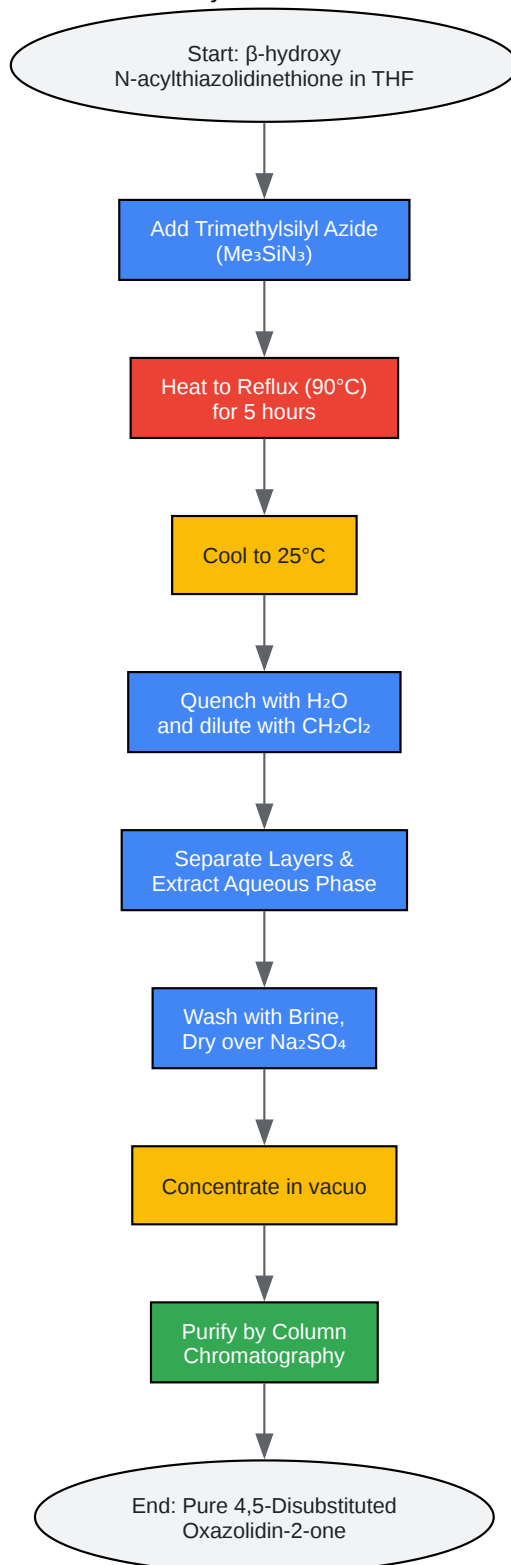 Start: β-hydroxy
N-acylthiazolidinethione in THF
Add Trimethylsilyl Azide
(Me₃SiN₃)
Heat to Reflux (90°C)
for 5 hours
Cool to 25°C
Quench with H₂O
and dilute with CH₂Cl₂
Separate Layers &
Extract Aqueous Phase
Wash with Brine,
Dry over Na₂SO₄
Concentrate in vacuo
Purify by Column
Chromatography
End: Pure 4,5-Disubstituted
Oxazolidin-2-one